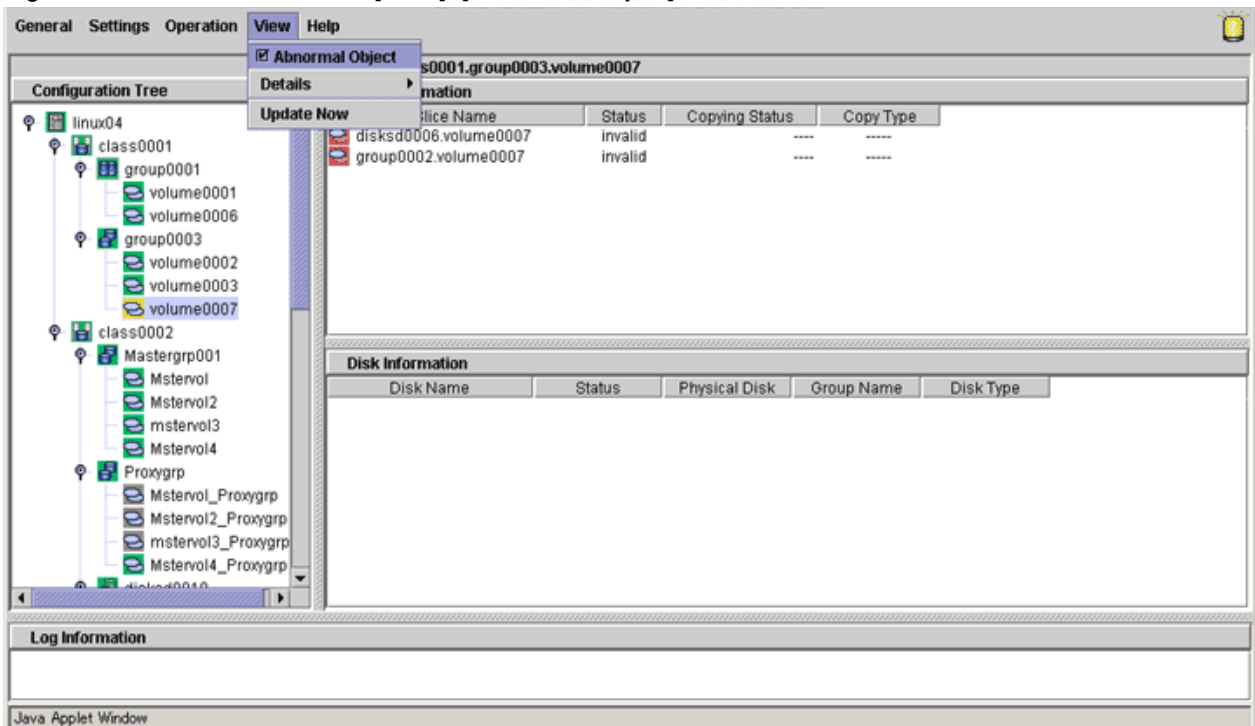 General Settings Operation View Help
Abnormal Object
Details
Update Now
s0001.group0003.volume0007
Configuration Tree
linux04
class0001
group0001
volume0001
volume0006
group0003
volume0002
volume0003
volume0007
class0002
Mastergrp001
Mstervol
Mstervol2
mstervol3
Mstervol4
Proxygrp
Mstervol_Proxygrp
Mstervol2_Proxygrp
mstervol3_Proxygrp
Mstervol4_Proxygrp
mation
lice Name Status Copying Status Copy Type
disksd0006.volume0007 invalid ---- -----
group0002.volume0007 invalid ---- -----
Disk Information
Disk Name Status Physical Disk Group Name Disk Type
Log Information
Java Applet Window